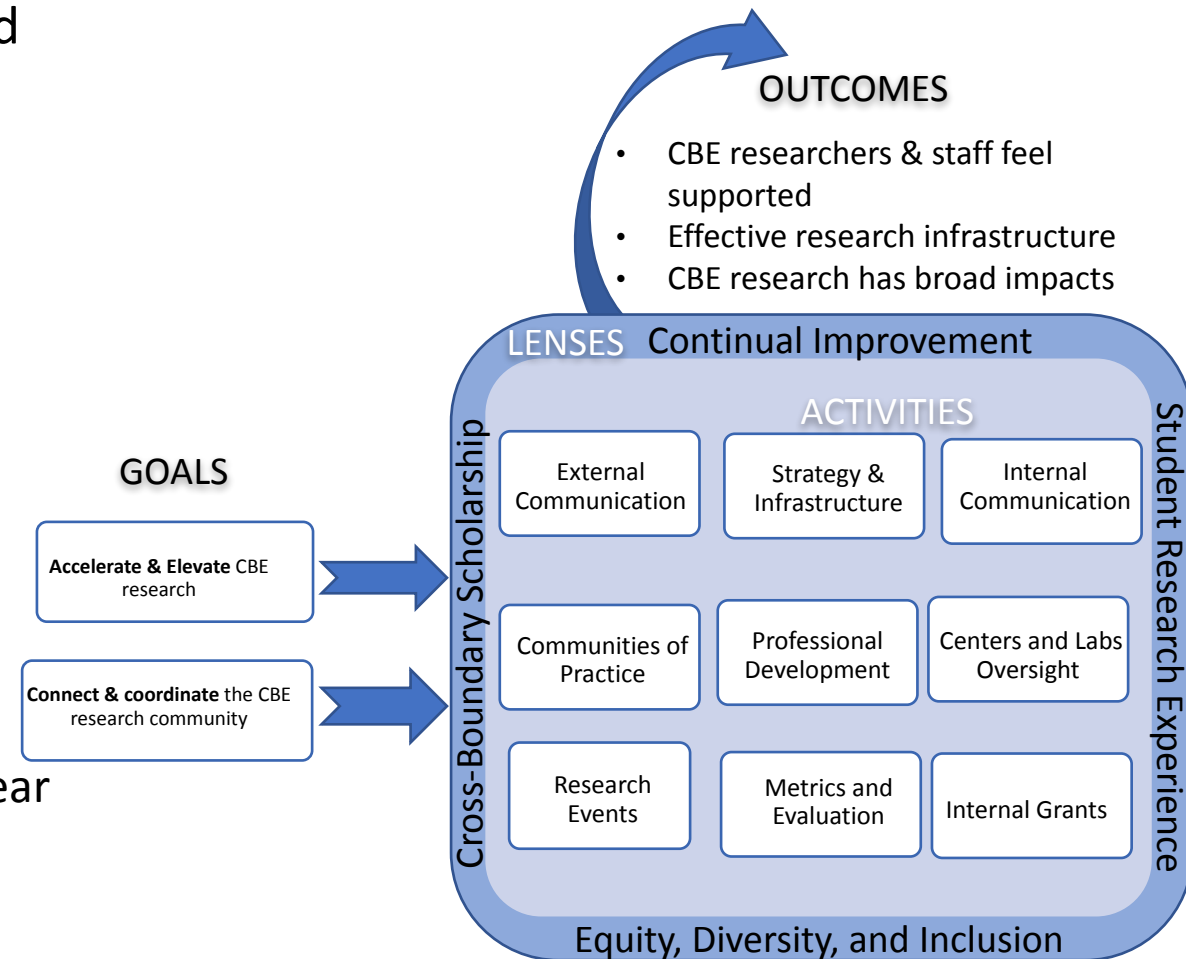 d
OUTCOMES
• CBE researchers & staff feel
supported
• Effective research infrastructure
• CBE research has broad impacts
LENSES Continual Improvement
ACTIVITIES
Cross-Boundary Scholarship
Student Research Experience
GOALS
Accelerate & Elevate CBE
research
Connect & coordinate the CBE
research community
ear
External
Communication
Strategy &
Infrastructure
Internal
Communication
Communities of
Practice
Professional
Development
Centers and Labs
Oversight
Research
Events
Metrics and
Evaluation
Internal Grants
Equity, Diversity, and Inclusion